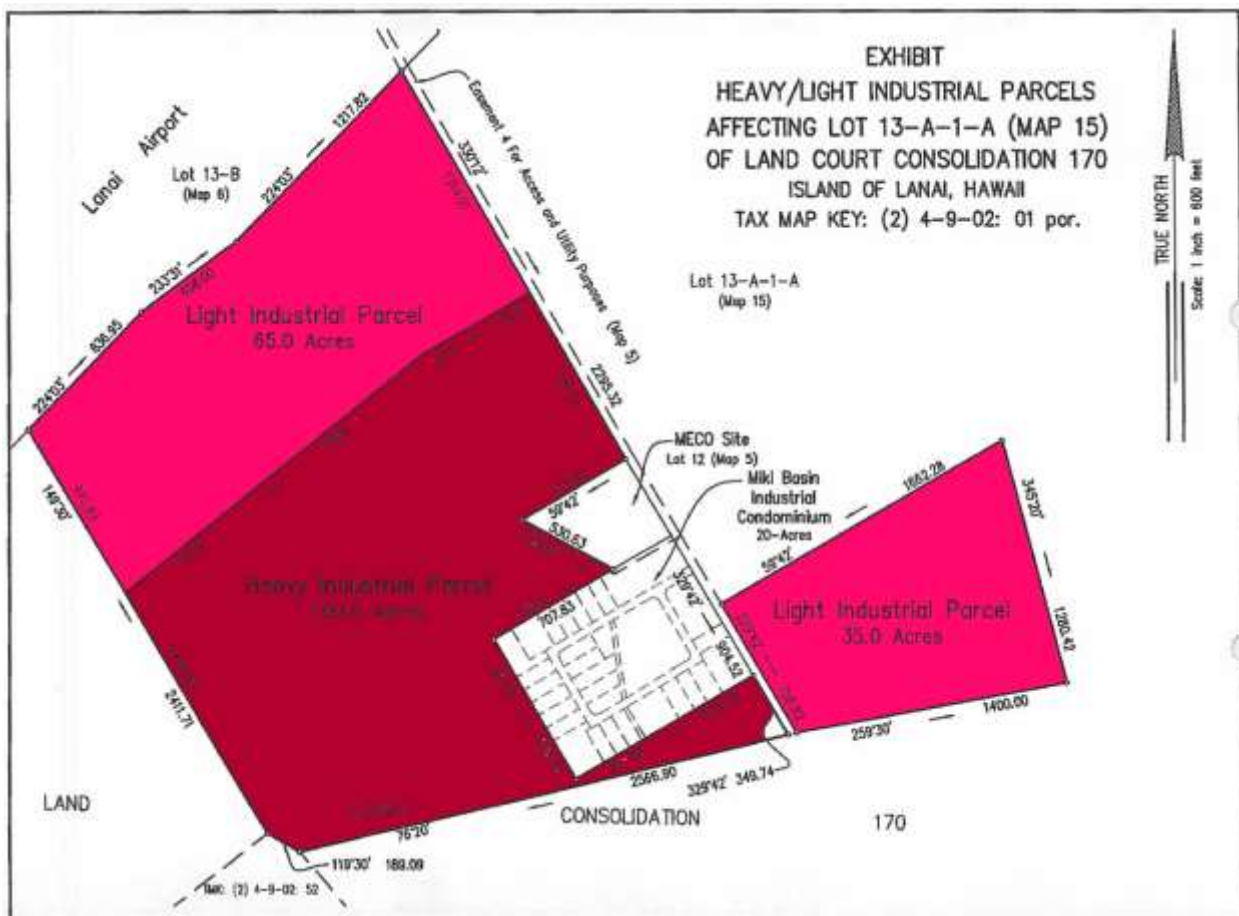 EXHIBIT
HEAVY/LIGHT INDUSTRIAL PARCELS
AFFECTING LOT 13-A-1-A (MAP 15)
OF LAND COURT CONSOLIDATION 170
ISLAND OF LANAI, HAWAII
TAX MAP KEY: (2) 4-9-02: 01 por.
TRUE NORTH
Scale: 1 inch = 600 feet
Lanai Airport
Lot 13-B
(Map 6)
224°03' 1217.82
Easement 4 For Access and Utility Purposes (Map 5)
330°12'
233°31'
Light Industrial Parcel
65.0 Acres
224°03' 636.95
Lot 13-A-1-A
(Map 15)
2295.32
MECO Site
Lot 12 (Map 5)
Miki Basin
Industrial
Condominium
20-Acres
59°42'
530.63
149°30'
2411.71
Heavy Industrial Parcel
Acres
707.83
329°42'
904.52
59°42' 1662.28
345°20'
1280.42
Light Industrial Parcel
35.0 Acres
259°30' 1400.00
329°42' 349.74
76°20' 2566.90
119°30' 189.09
LAND
CONSOLIDATION
170
TMK: (2) 4-9-02: 52